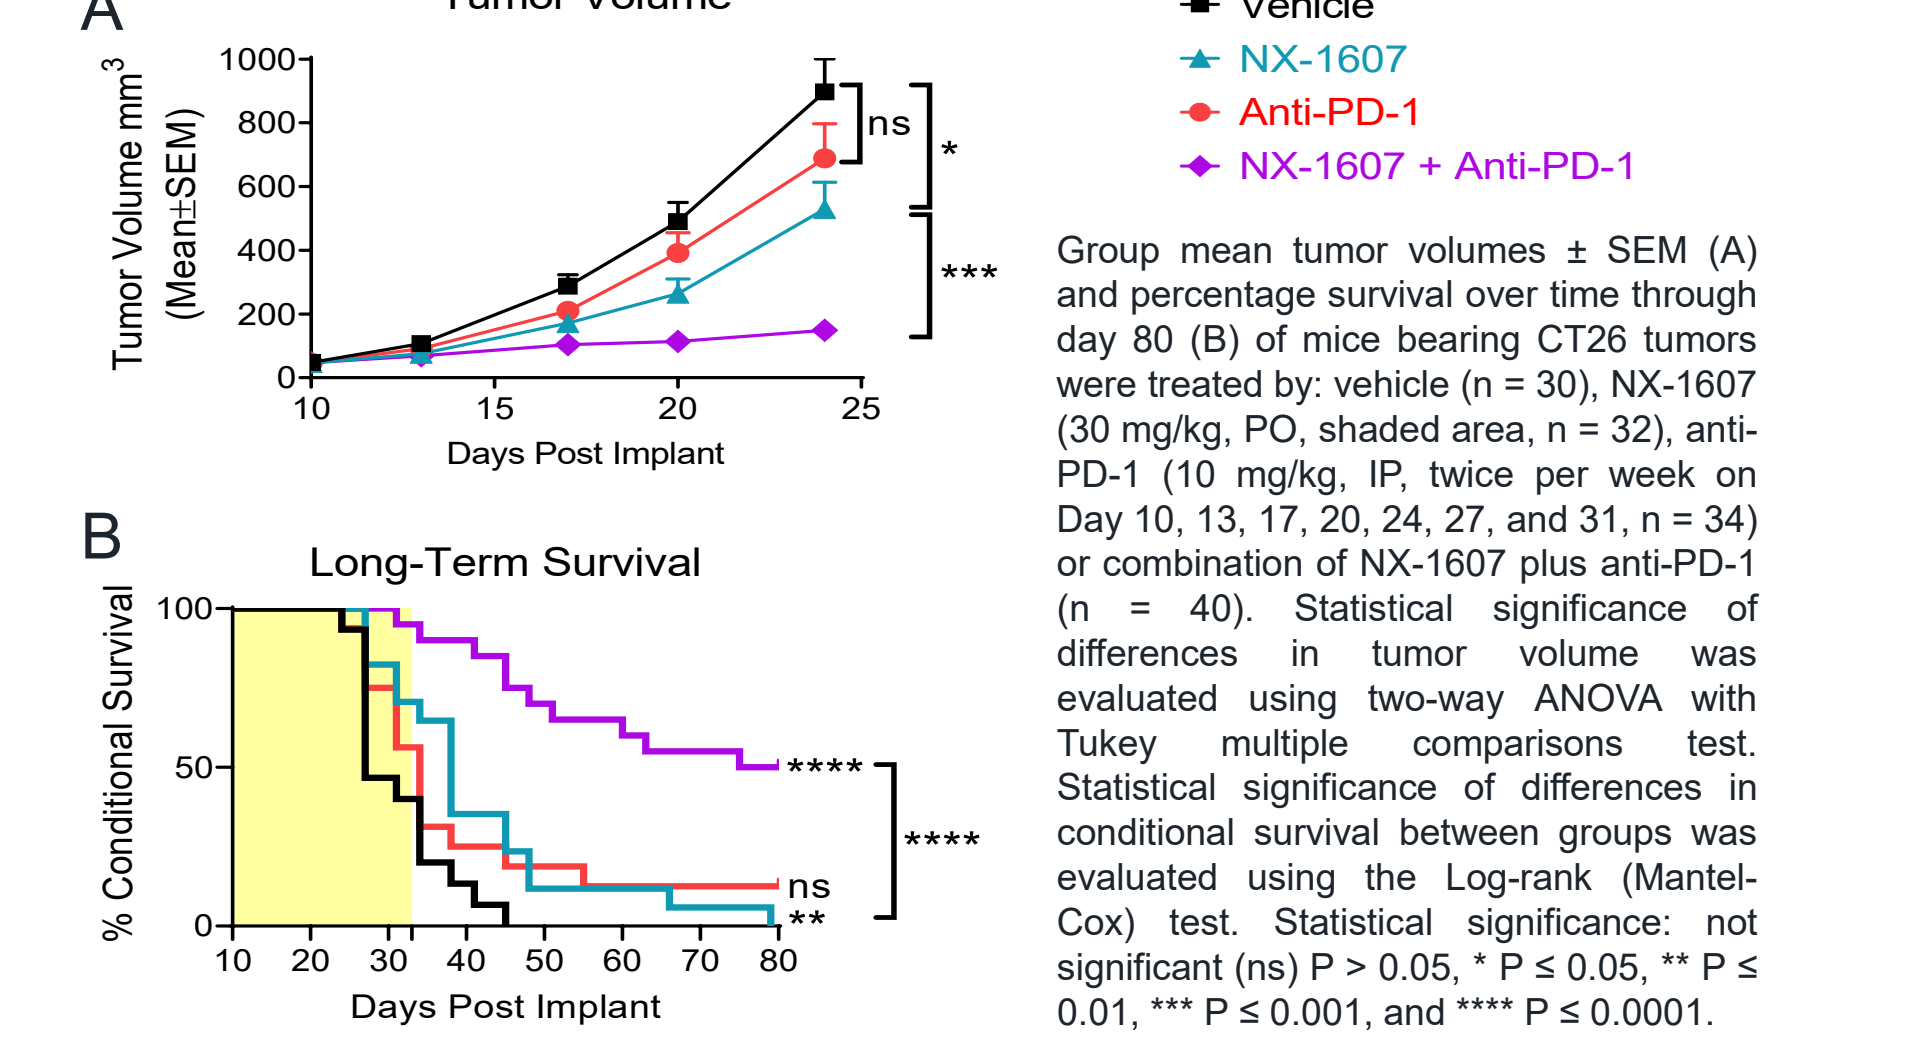 A
Tumor Volume
Tumor Volume mm³
(Mean±SEM)
1000
800
600
400
200
0
10 15 20 25
Days Post Implant
ns
*
***
Vehicle
NX-1607
Anti-PD-1
NX-1607 + Anti-PD-1
B
Long-Term Survival
% Conditional Survival
100
50
0
10 20 30 40 50 60 70 80
Days Post Implant
****
ns
**
****
Group mean tumor volumes ± SEM (A)
and percentage survival over time through
day 80 (B) of mice bearing CT26 tumors
were treated by: vehicle (n = 30), NX-1607
(30 mg/kg, PO, shaded area, n = 32), anti-
PD-1 (10 mg/kg, IP, twice per week on
Day 10, 13, 17, 20, 24, 27, and 31, n = 34)
or combination of NX-1607 plus anti-PD-1
(n = 40). Statistical significance of
differences in tumor volume was
evaluated using two-way ANOVA with
Tukey multiple comparisons test.
Statistical significance of differences in
conditional survival between groups was
evaluated using the Log-rank (Mantel-
Cox) test. Statistical significance: not
significant (ns) P > 0.05, * P ≤ 0.05, ** P ≤
0.01, *** P ≤ 0.001, and **** P ≤ 0.0001.